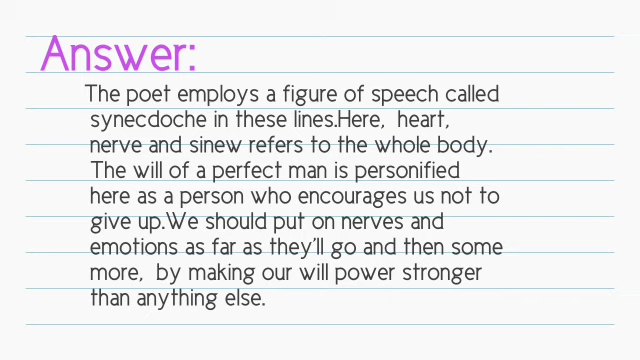 Answer:
The poet employs a figure of speech called
synecdoche in these lines.Here, heart,
nerve and sinew refers to the whole body.
The will of a perfect man is personified
here as a person who encourages us not to
give up.We should put on nerves and
emotions as far as they'll go and then some
more, by making our will power stronger
than anything else.